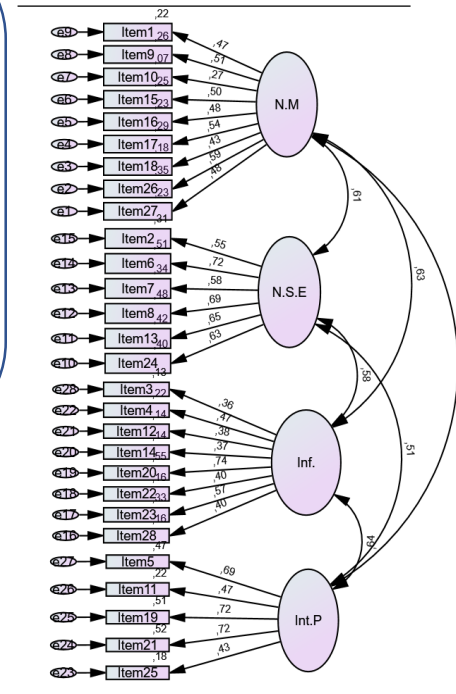 ,22
e9 Item1 ,47
,26
e8 Item9 ,51
,07
e7 Item10 ,27
,25
e6 Item15 ,50 N.M
,23
e5 Item16 ,48
,29
e4 Item17 ,54
,18
e3 Item18 ,43
,35
e2 Item26 ,59
,23
e1 Item27 ,48
,31
,61
e15 Item2 ,55
,51
e14 Item6 ,72
,34
e13 Item7 ,58 N.S.E ,63
,48
e12 Item8 ,69
,42
e11 Item13 ,65
,40
e10 Item24 ,63
,13
,58
e28 Item3 ,36
,22
e22 Item4 ,47
,14
e21 Item12 ,38 ,51
,14
e20 Item14 ,37 Inf.
,55
e19 Item20 ,74
,16
e18 Item22 ,40
,33
e17 Item23 ,57
,16
e16 Item28 ,40
,47
e27 Item5 ,69
,22
e26 Item11 ,47
,51
e25 Item19 ,72 Int.P
,52
e24 Item21 ,72
,18
e23 Item25 ,43